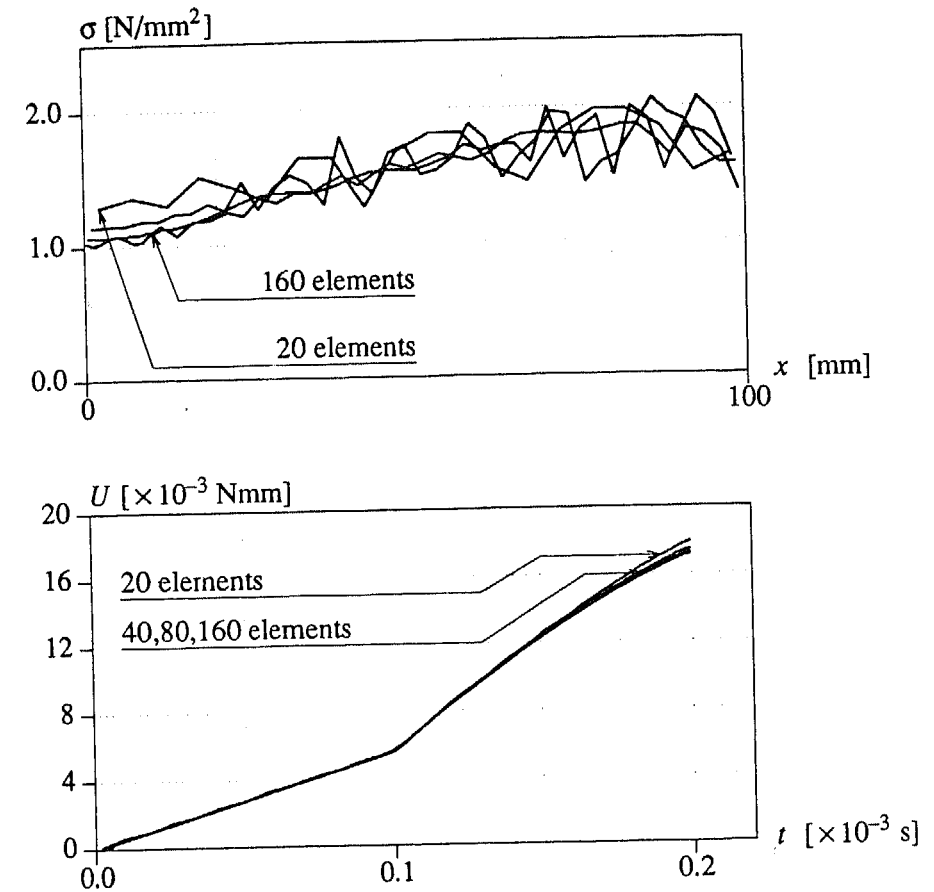 σ [N/mm²]
2.0
1.0
160 elements
20 elements
0.0
x [mm]
0
100
U [×10⁻³ Nmm]
20
16
20 elements
40,80,160 elements
12
8
4
0
t [×10⁻³ s]
0.0
0.1
0.2